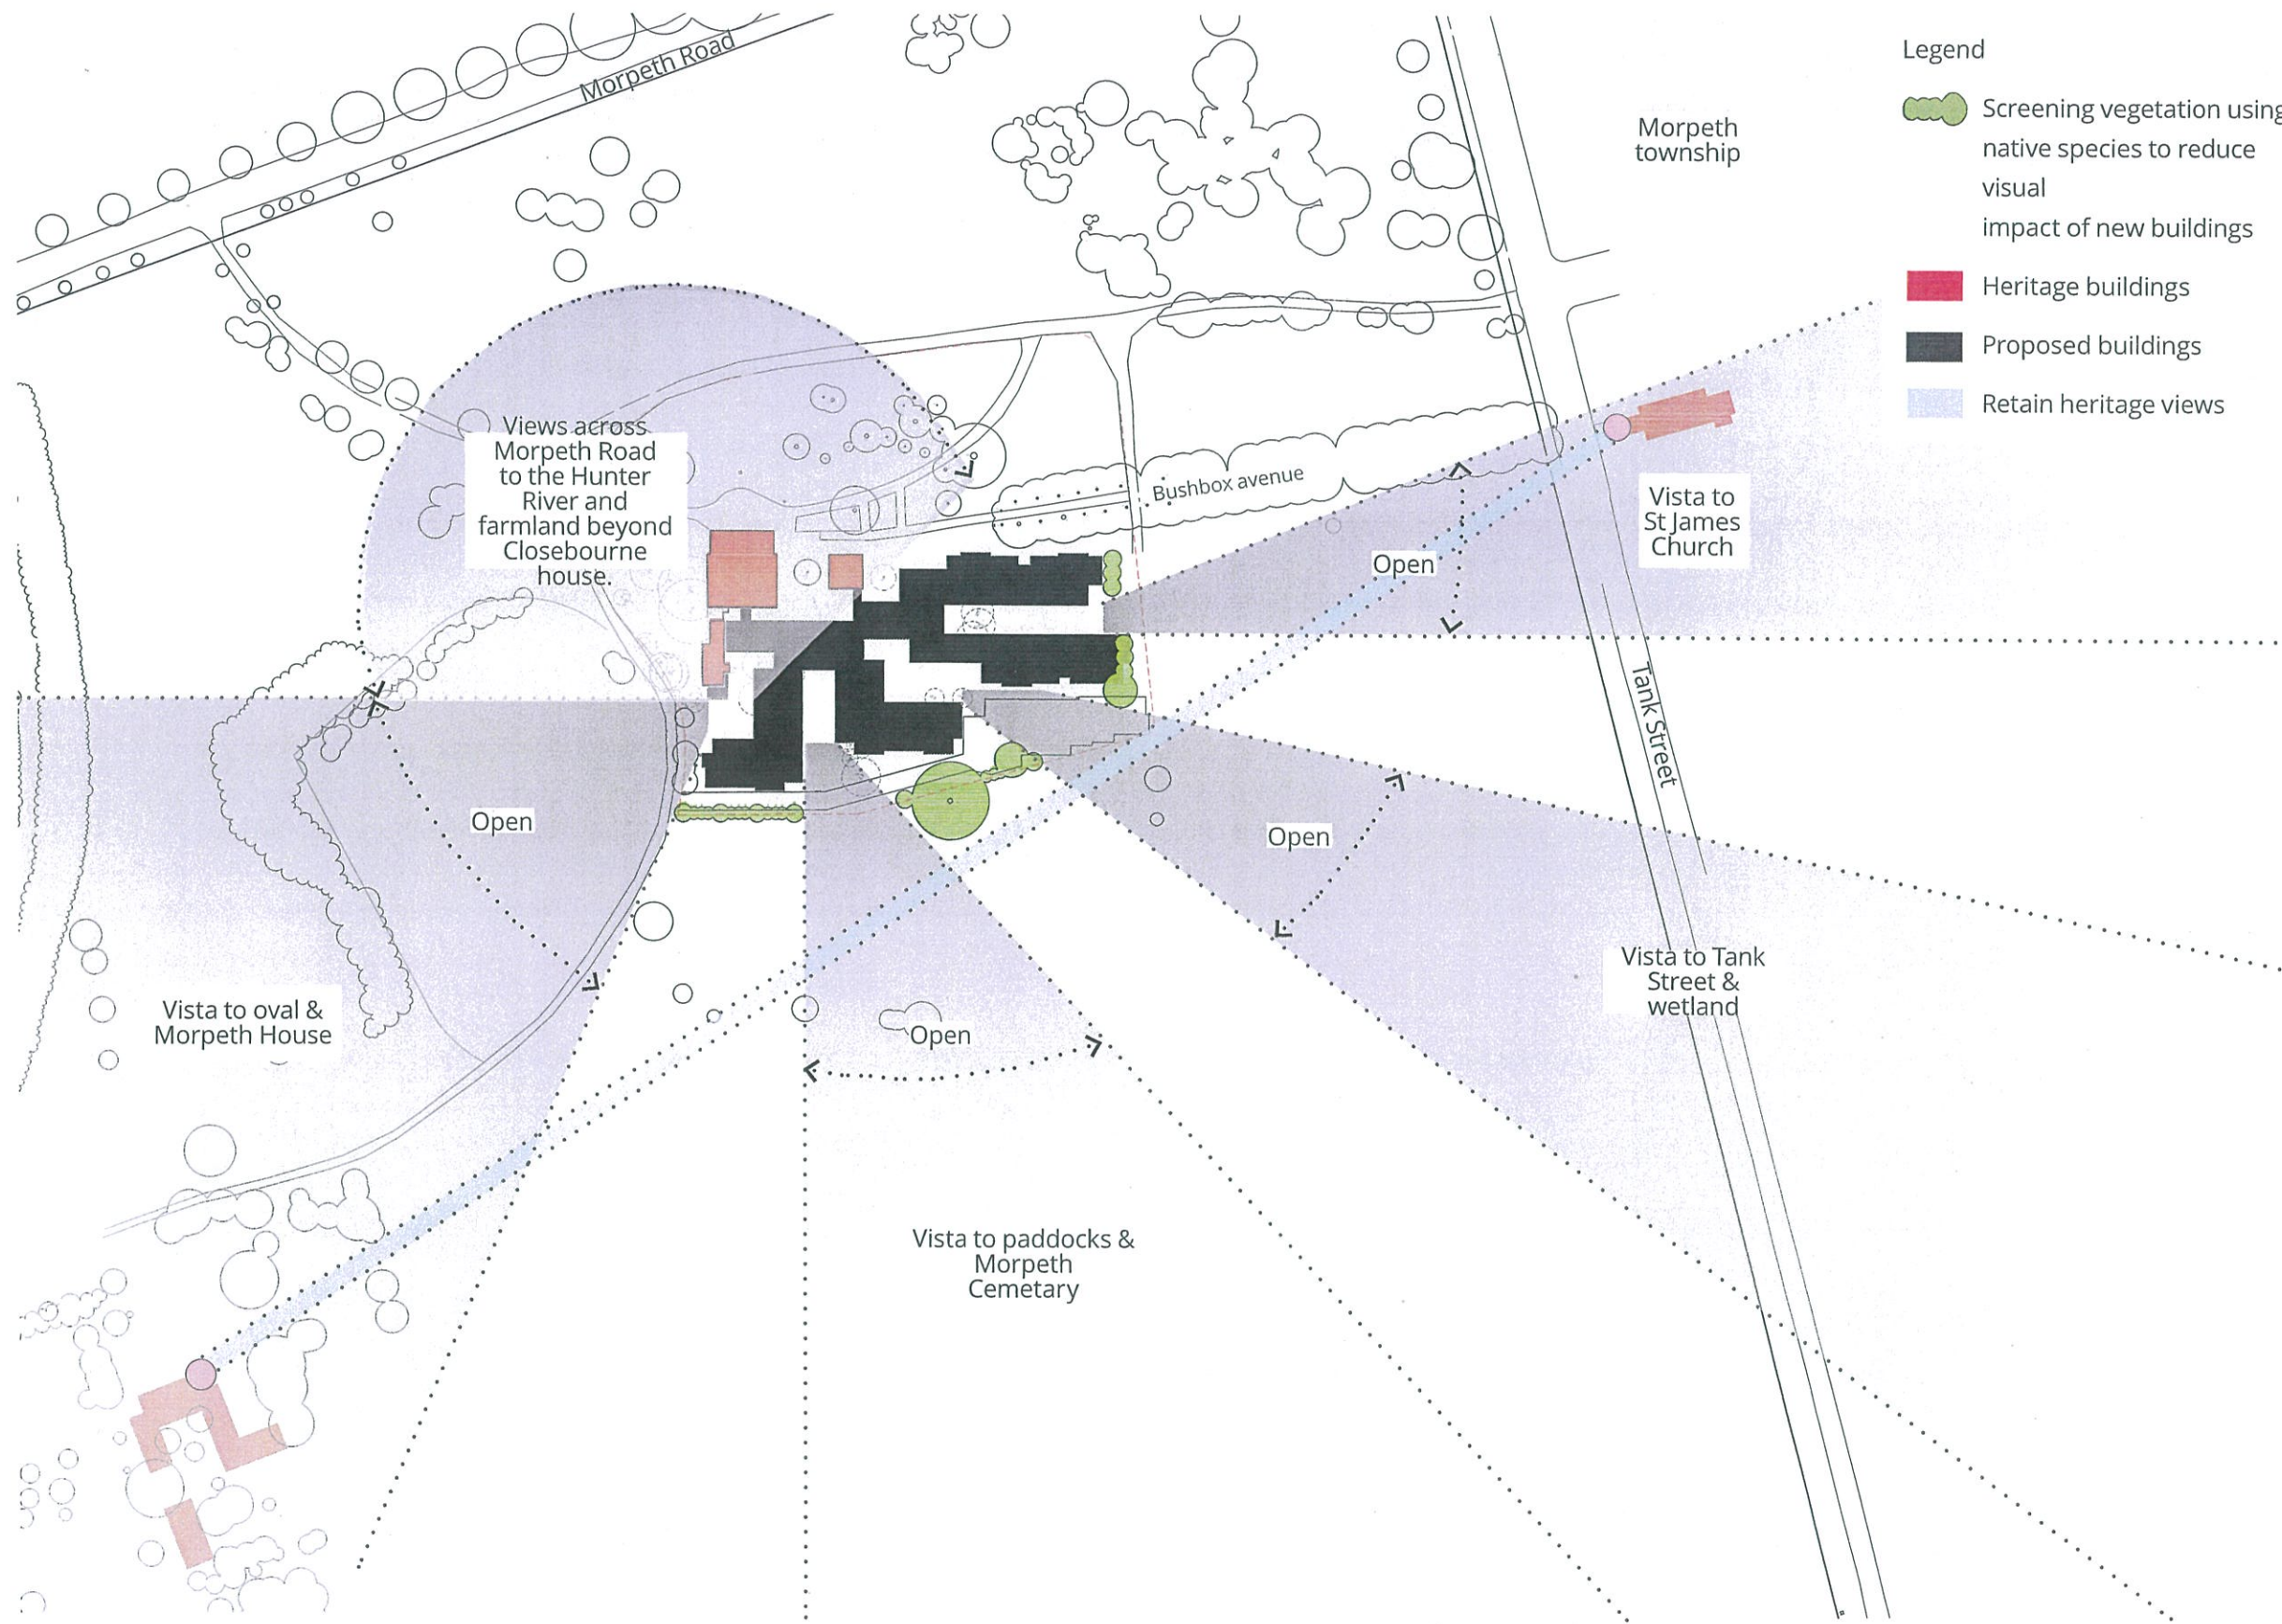 Morpeth Road
Legend
Screening vegetation using
native species to reduce
visual
impact of new buildings
Heritage buildings
Proposed buildings
Retain heritage views
Morpeth
township
Views across
Morpeth Road
to the Hunter
River and
farmland beyond
Closebourne
house.
Bushbox avenue
Vista to
St James
Church
Open
Tank Street
Open
Open
Vista to Tank
Street &
wetland
Vista to oval &
Morpeth House
Open
Vista to paddocks &
Morpeth
Cemetary